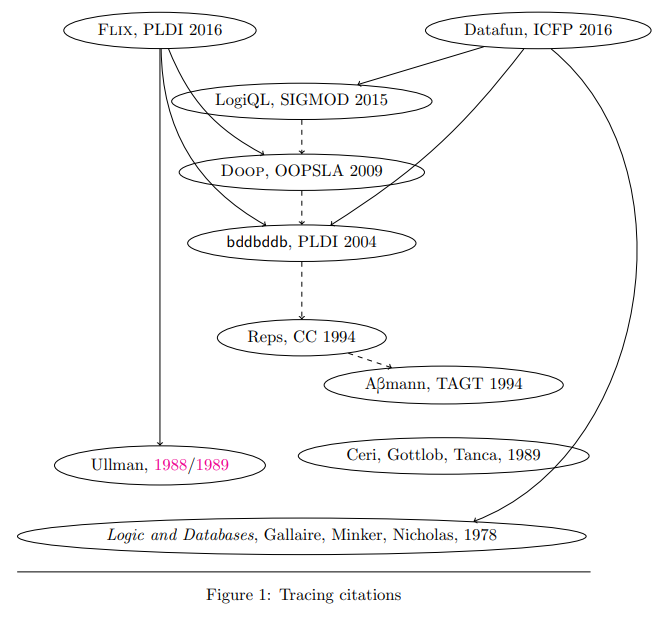 FLIX, PLDI 2016
Datafun, ICFP 2016
LogiQL, SIGMOD 2015
DOOP, OOPSLA 2009
bddbddb, PLDI 2004
Reps, CC 1994
Aβmann, TAGT 1994
Ceri, Gottlob, Tanca, 1989
Ullman, 1988/1989
Logic and Databases, Gallaire, Minker, Nicholas, 1978
Figure 1: Tracing citations